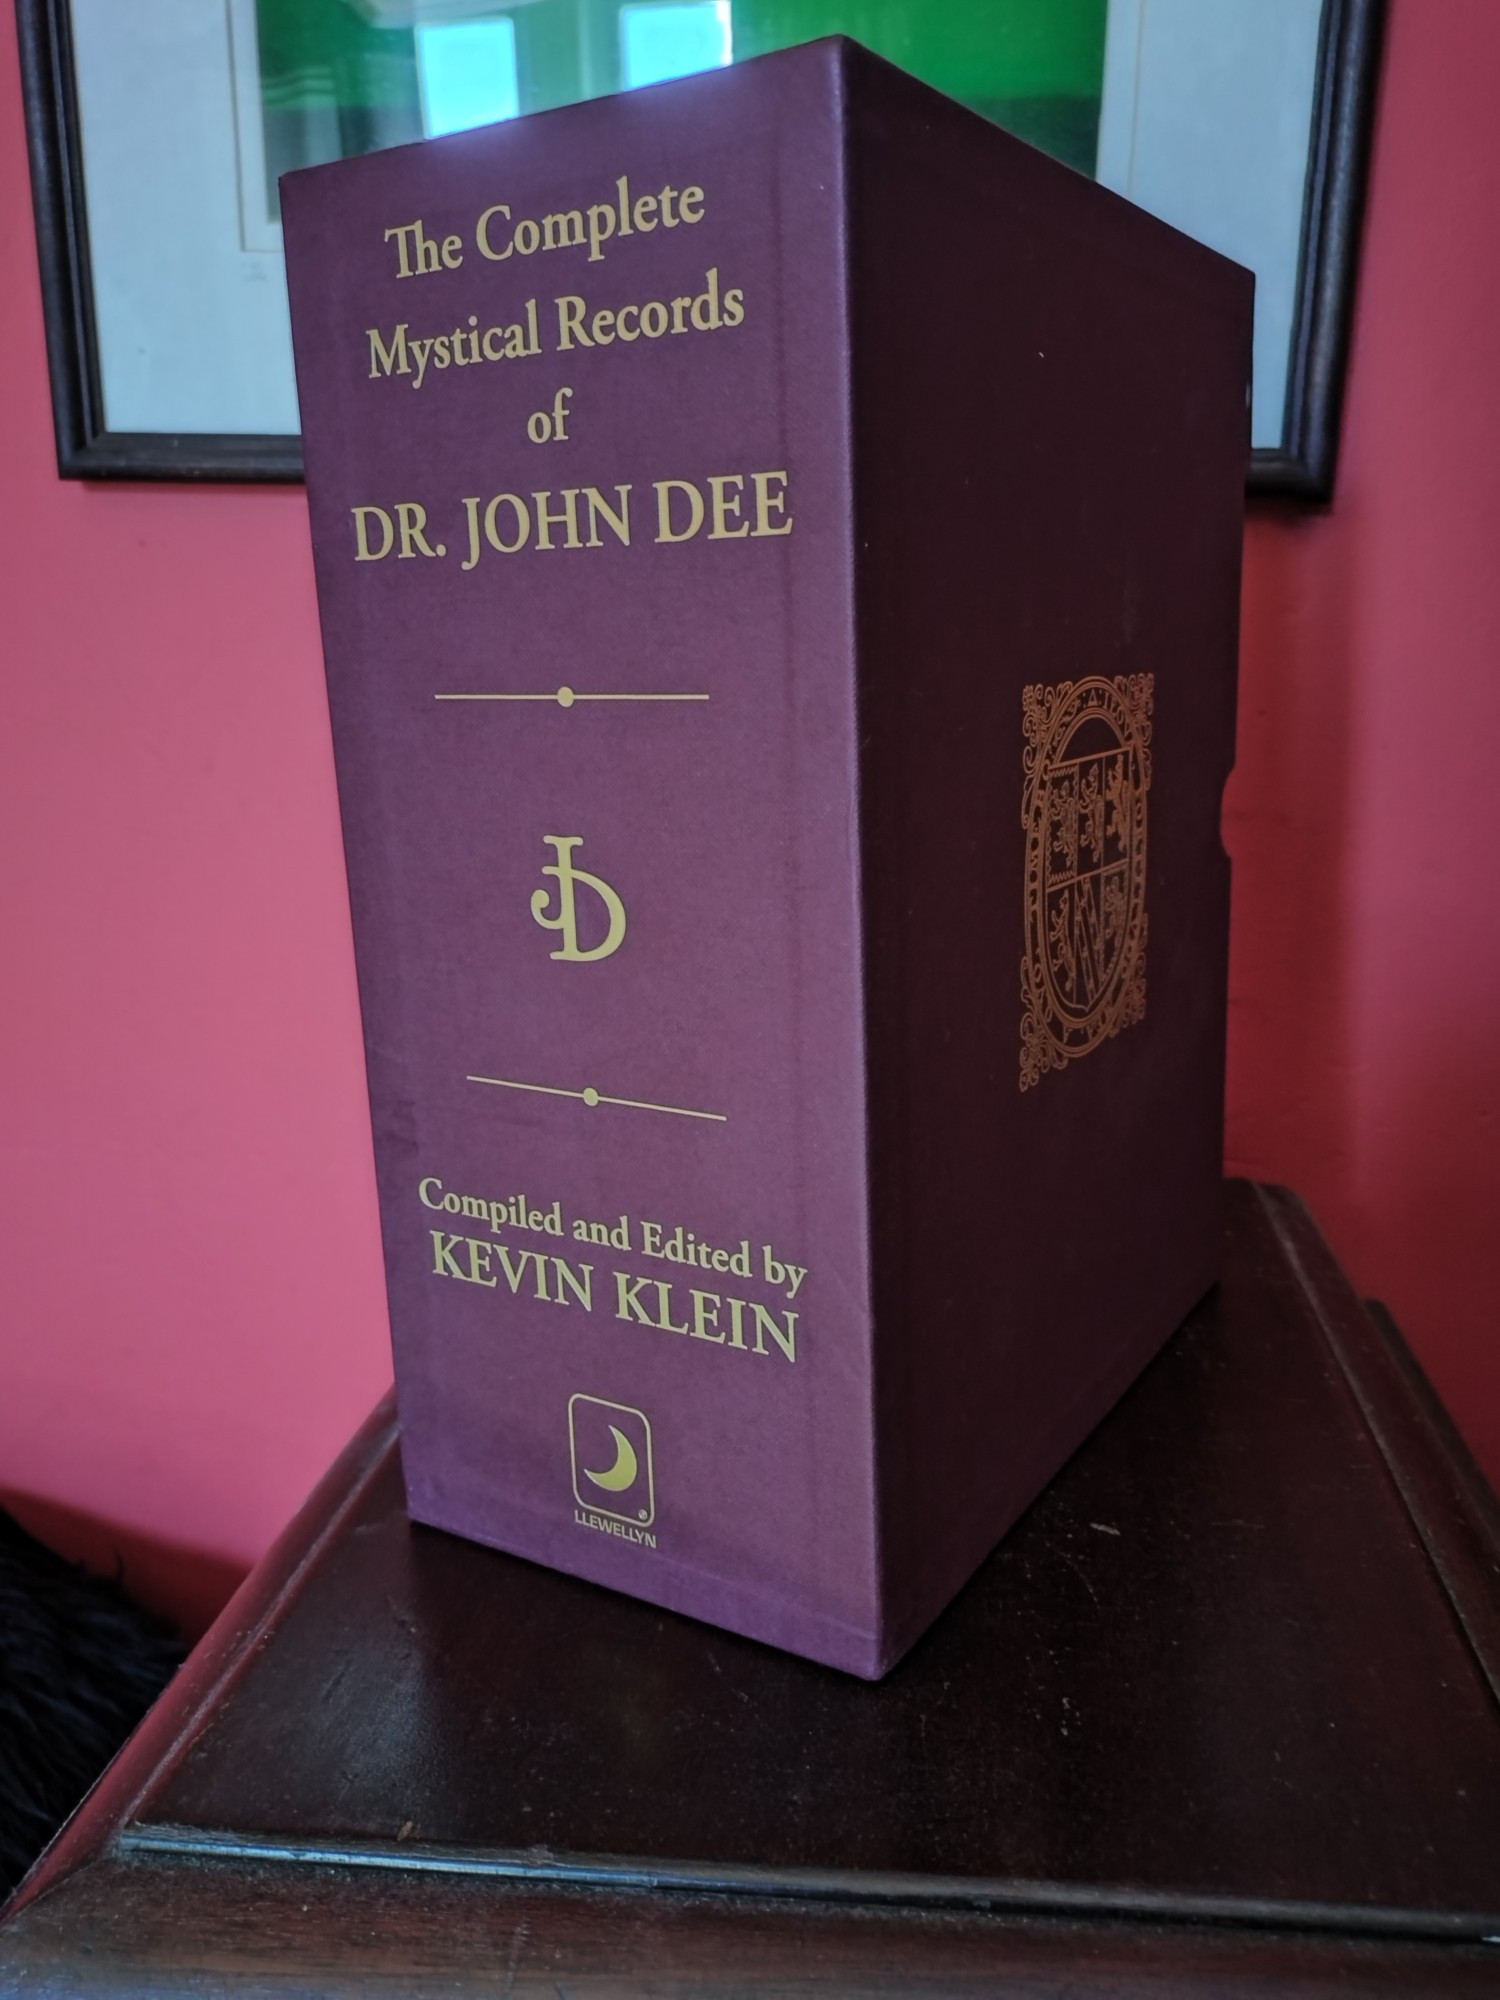 The Complete
Mystical Records
of
DR. JOHN DEE
JD
Compiled and Edited by
KEVIN KLEIN
LLEWELLYN